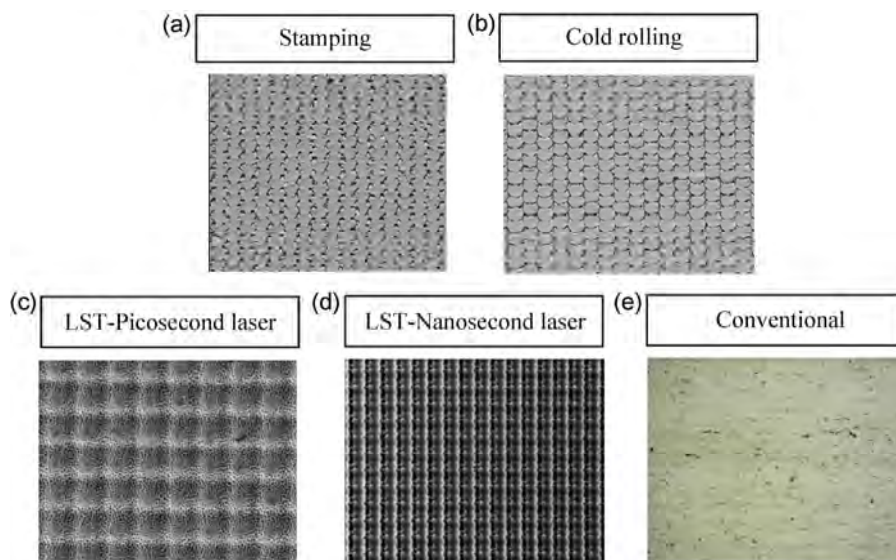 (a) Stamping
(b) Cold rolling
(c) LST-Picosecond laser
(d) LST-Nanosecond laser
(e) Conventional